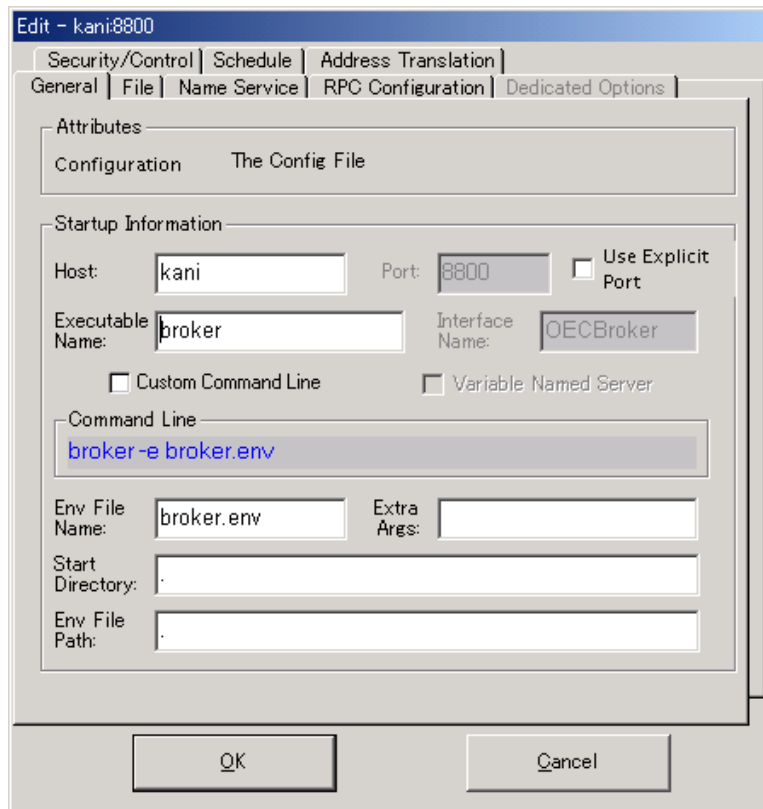 Edit - kani:8800
Security/Control Schedule Address Translation
General File Name Service RPC Configuration Dedicated Options
Attributes
Configuration The Config File
Startup Information
Host: kani Port: 8800 Use Explicit Port
Executable Name: broker Interface Name: OECBroker
Custom Command Line Variable Named Server
Command Line
broker -e broker.env
Env File Name: broker.env Extra Args:
Start Directory: .
Env File Path: .
OK Cancel